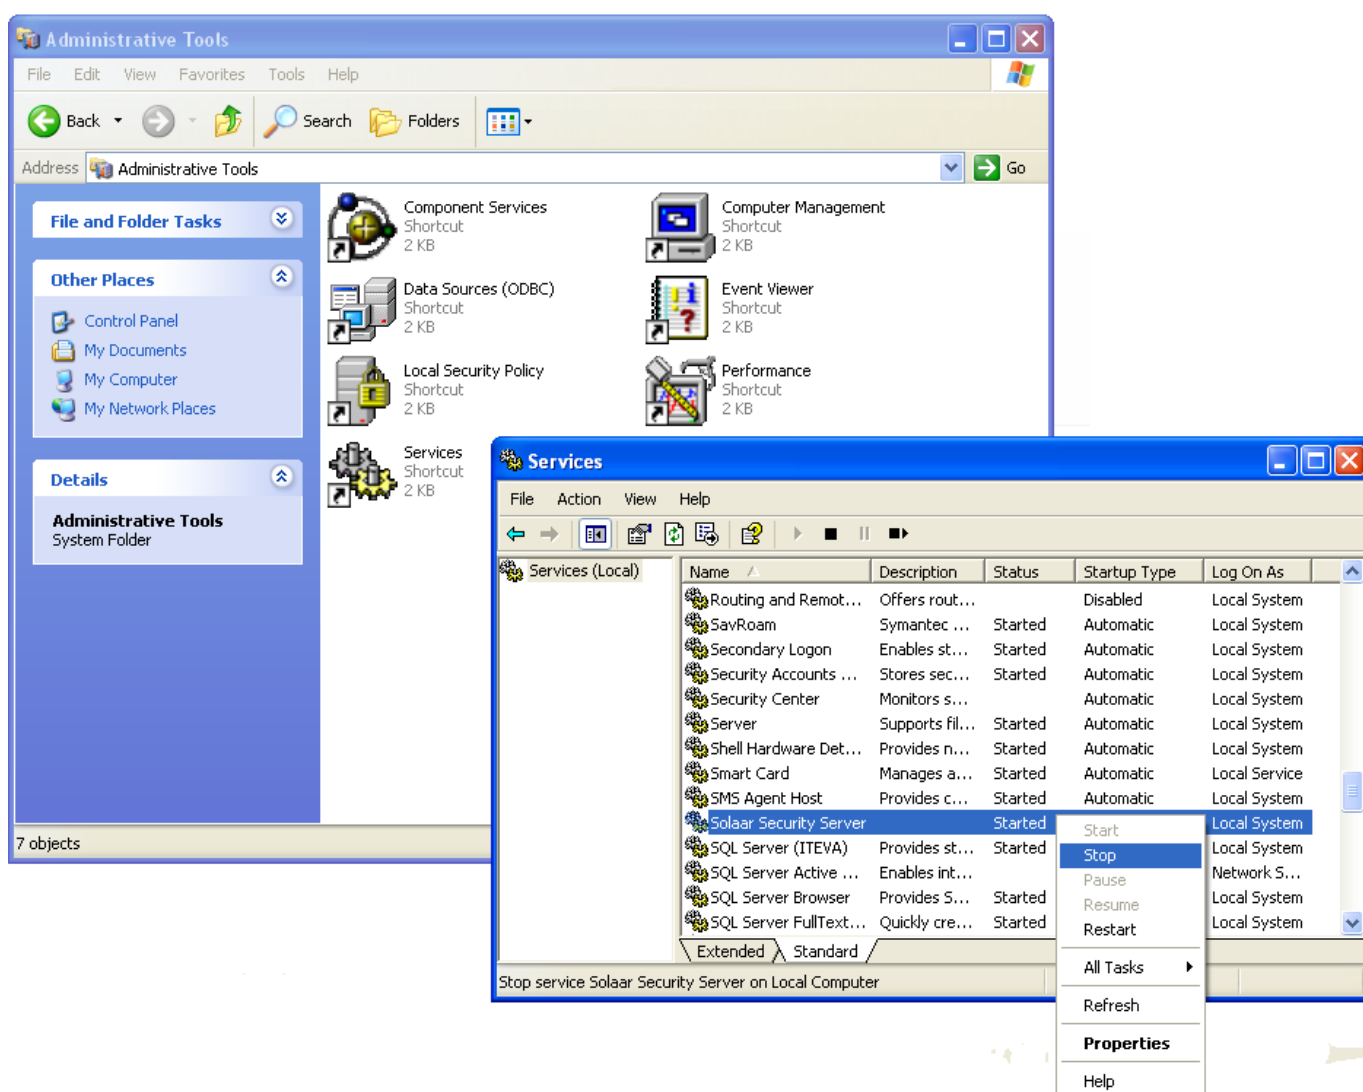 Administrative Tools
File Edit View Favorites Tools Help
Back Search Folders
Address Administrative Tools Go
File and Folder Tasks
Other Places
Control Panel
My Documents
My Computer
My Network Places
Details
Administrative Tools
System Folder
Component Services
Shortcut
2 KB
Computer Management
Shortcut
2 KB
Data Sources (ODBC)
Shortcut
2 KB
Event Viewer
Shortcut
2 KB
Local Security Policy
Shortcut
2 KB
Performance
Shortcut
2 KB
Services
Shortcut
2 KB
7 objects
Services
File Action View Help
Services (Local)
Name Description Status Startup Type Log On As
Routing and Remot... Offers rout... Disabled Local System
SavRoam Symantec ... Started Automatic Local System
Secondary Logon Enables st... Started Automatic Local System
Security Accounts ... Stores sec... Started Automatic Local System
Security Center Monitors s... Automatic Local System
Server Supports fil... Started Automatic Local System
Shell Hardware Det... Provides n... Started Automatic Local System
Smart Card Manages a... Started Automatic Local Service
SMS Agent Host Provides c... Started Automatic Local System
Solaar Security Server Started Local System
SQL Server (ITEVA) Provides st... Started Local System
SQL Server Active ... Enables int... Network S...
SQL Server Browser Provides S... Started Local System
SQL Server FullText... Quickly cre... Started Local System
Extended Standard
Stop service Solaar Security Server on Local Computer
Start
Stop
Pause
Resume
Restart
All Tasks
Refresh
Properties
Help